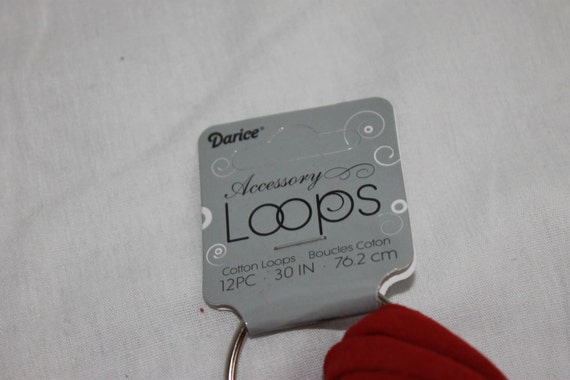 Darice®
Accessory
Loops
Cotton Loops Boucles Coton
12PC · 30 IN · 76.2 cm